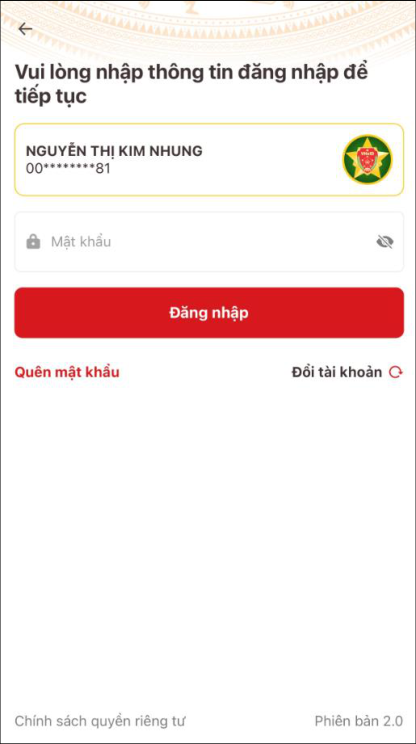 Vui lòng nhập thông tin đăng nhập để
tiếp tục
NGUYỄN THỊ KIM NHUNG
00********81
Mật khẩu
Đăng nhập
Quên mật khẩu
Đổi tài khoản
Chính sách quyền riêng tư
Phiên bản 2.0